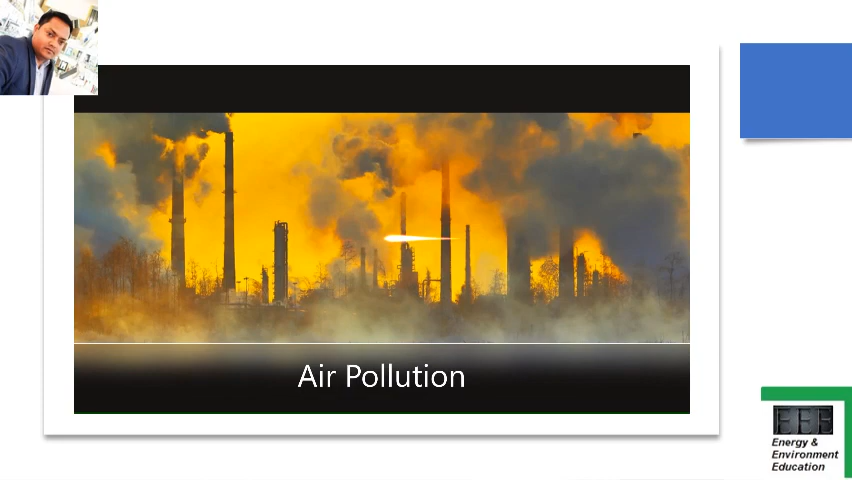 Air Pollution
EEE
Energy &
Environment
Education